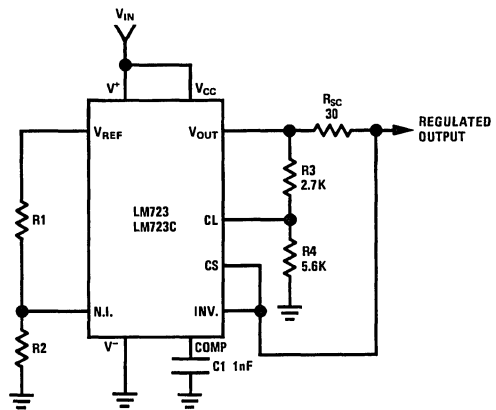 VIN
V+
VCC
RSC
30
REGULATED
OUTPUT
VREF
VOUT
R3
2.7K
R1
LM723
LM723C
CL
R4
5.6K
CS
N.I.
INV.
R2
V−
COMP
C1 1nF